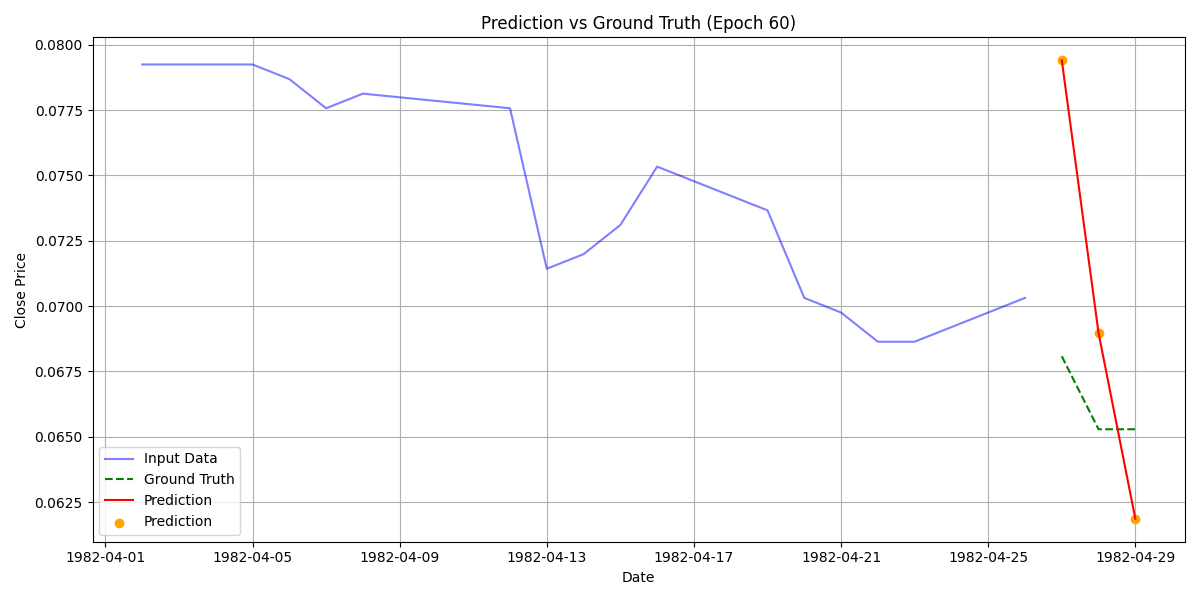 Prediction vs Ground Truth (Epoch 60)
Close Price
0.0800
0.0775
0.0750
0.0725
0.0700
0.0675
0.0650
0.0625
Input Data
Ground Truth
Prediction
Prediction
1982-04-01 1982-04-05 1982-04-09 1982-04-13 1982-04-17 1982-04-21 1982-04-25 1982-04-29
Date